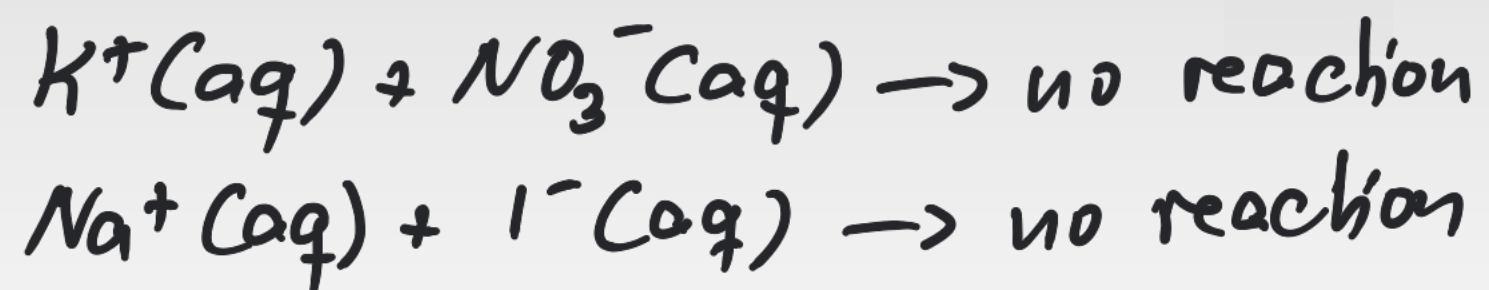 K⁺(aq) + NO₃⁻(aq) → no reaction
Na⁺(aq) + I⁻(aq) → no reaction